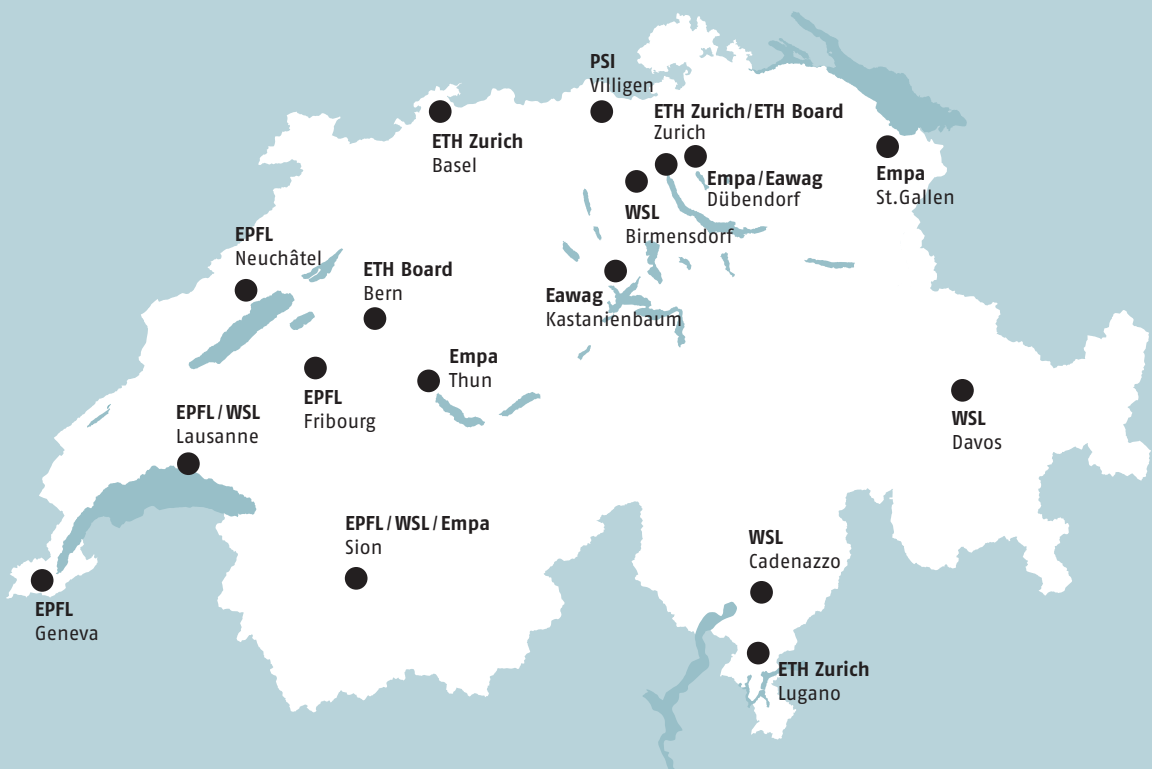 PSI
Villigen
ETH Zurich/ETH Board
Zurich
ETH Zurich
Basel
Empa/Eawag
Dübendorf
Empa
St.Gallen
WSL
Birmensdorf
EPFL
Neuchâtel
ETH Board
Bern
Eawag
Kastanienbaum
Empa
Thun
EPFL
Fribourg
EPFL/WSL
Lausanne
WSL
Davos
EPFL/WSL/Empa
Sion
WSL
Cadenazzo
EPFL
Geneva
ETH Zurich
Lugano